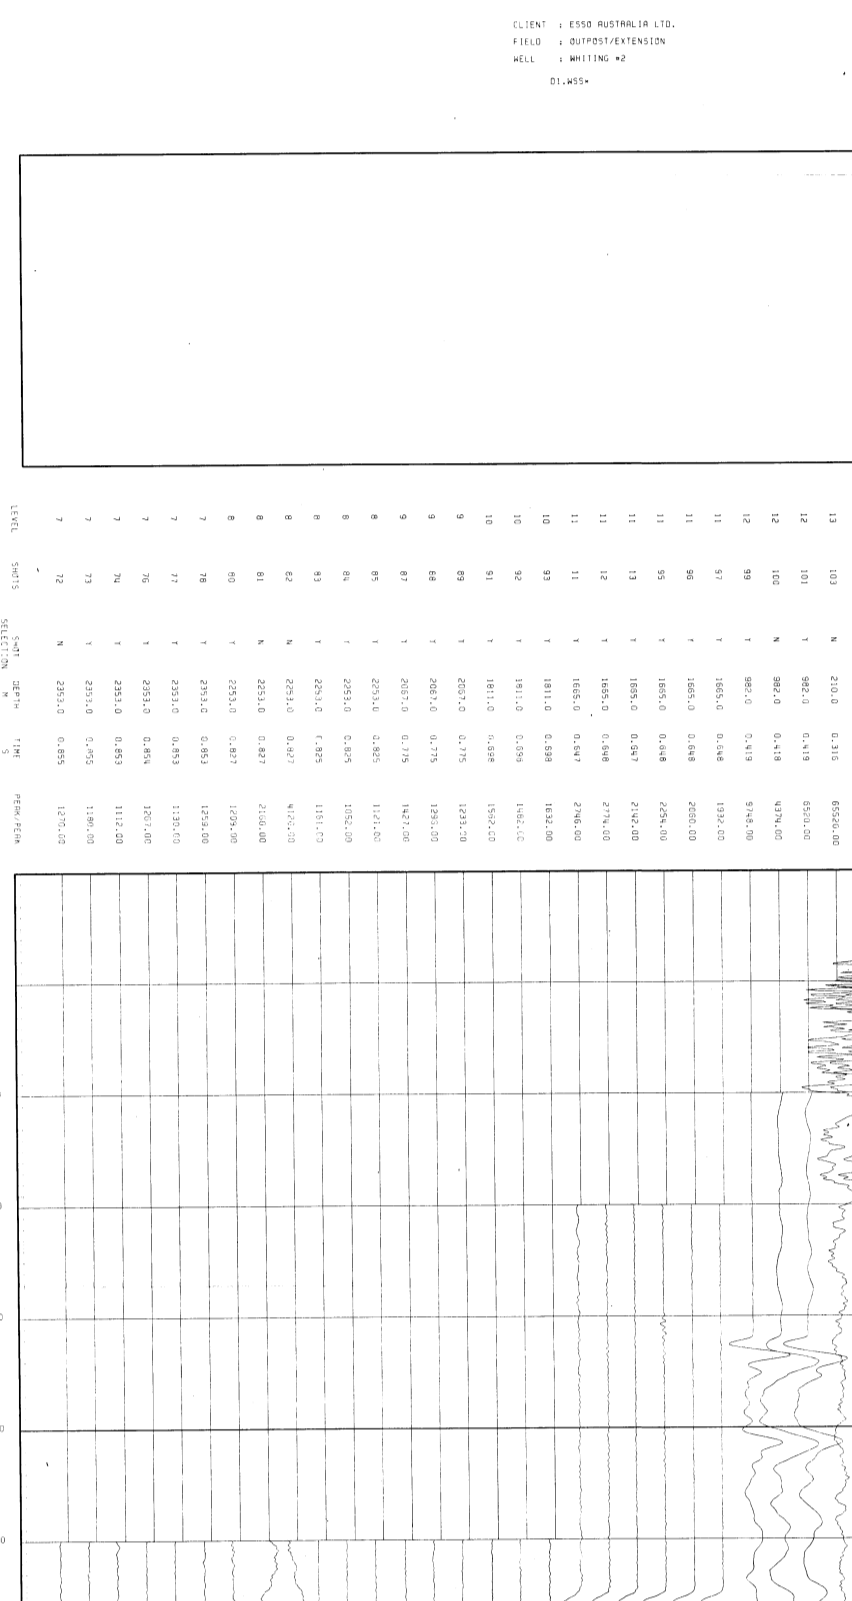 CLIENT : ESSO AUSTRALIA LTD.
FIELD : OUTPOST/EXTENSION
WELL : WHITING #2
D1.WSS*
LEVEL 7 7 7 7 7 7 8 8 8 8 8 8 9 9 9 10 10 10 11 11 11 11 11 11 12 12 12 13
SHOTS 72 73 74 76 77 78 80 81 82 83 84 85 87 88 89 91 92 93 11 12 13 95 96 97 99 100 101 103
SHOT SELECTION N Y Y Y Y Y Y N N Y Y Y Y Y Y Y Y Y Y Y Y Y Y Y Y N Y N
DEPTH M 2353.0 2353.0 2353.0 2353.0 2353.0 2353.0 2253.0 2253.0 2253.0 2253.0 2253.0 2253.0 2067.0 2067.0 2067.0 1811.0 1811.0 1811.0 1665.0 1665.0 1665.0 1665.0 1665.0 1665.0 982.0 982.0 982.0 210.0
TIME S 0.855 0.855 0.853 0.854 0.853 0.853 0.827 0.827 0.827 0.825 0.825 0.825 0.775 0.775 0.775 0.698 0.696 0.698 0.647 0.648 0.647 0.648 0.648 0.648 0.419 0.418 0.419 0.316
PEAK/PEAK 1270.00 1180.00 1112.00 1207.00 1130.00 1259.00 1209.00 2166.00 1052.00 1121.00 1427.00 1233.00 1562.00 1632.00 2746.00 2774.00 2142.00 2254.00 2060.00 1932.00 9748.00 4374.00 6520.00 65520.00